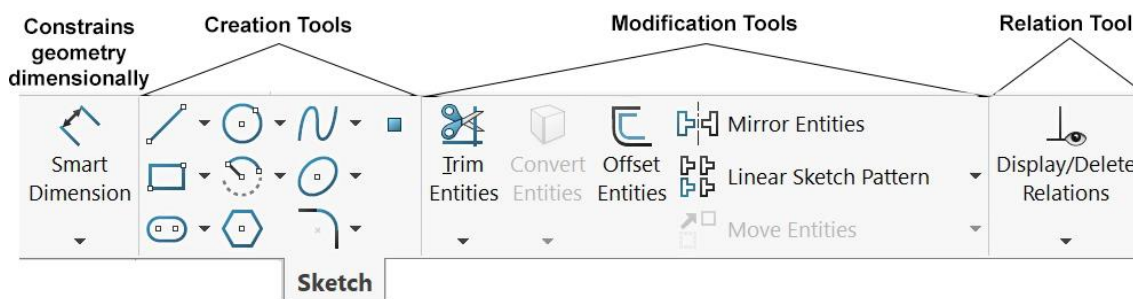 Constrains
geometry
dimensionally
Creation Tools
Modification Tools
Relation Tool
Smart
Dimension
Trim
Entities
Convert
Entities
Offset
Entities
Mirror Entities
Linear Sketch Pattern
Move Entities
Display/Delete
Relations
Sketch